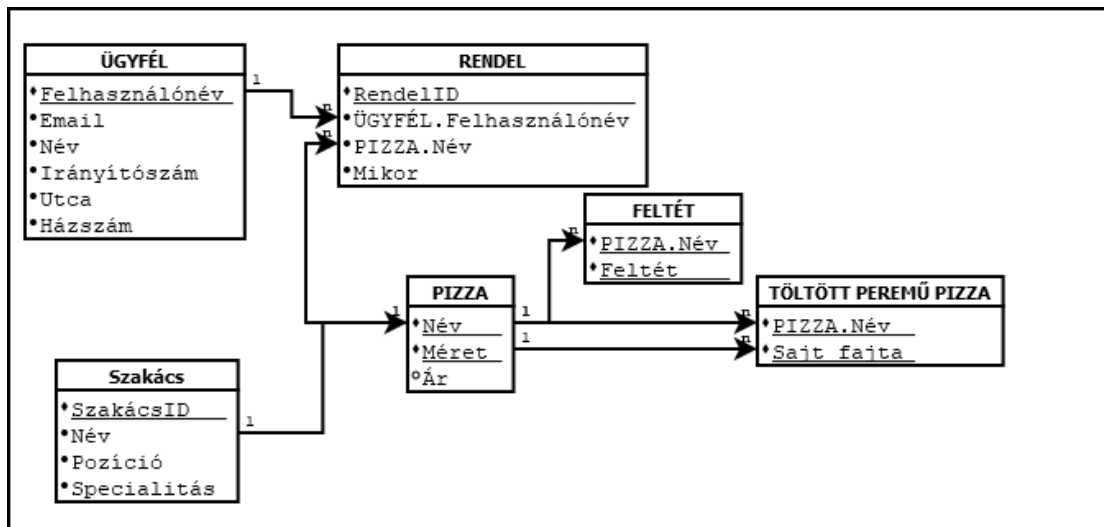 ÜGYFÉL
Felhasználónév
Email
Név
Irányítószám
Utca
Házszám
1
RENDEL
RendelID
ÜGYFÉL.Felhasználónév
PIZZA.Név
Mikor
n
n
FELTÉT
PIZZA.Név
Feltét
n
PIZZA
Név
Méret
Ár
1
1
1
TÖLTÖTT PEREMŰ PIZZA
PIZZA.Név
Sajt fajta
n
n
Szakács
SzakácsID
Név
Pozíció
Specialitás
1